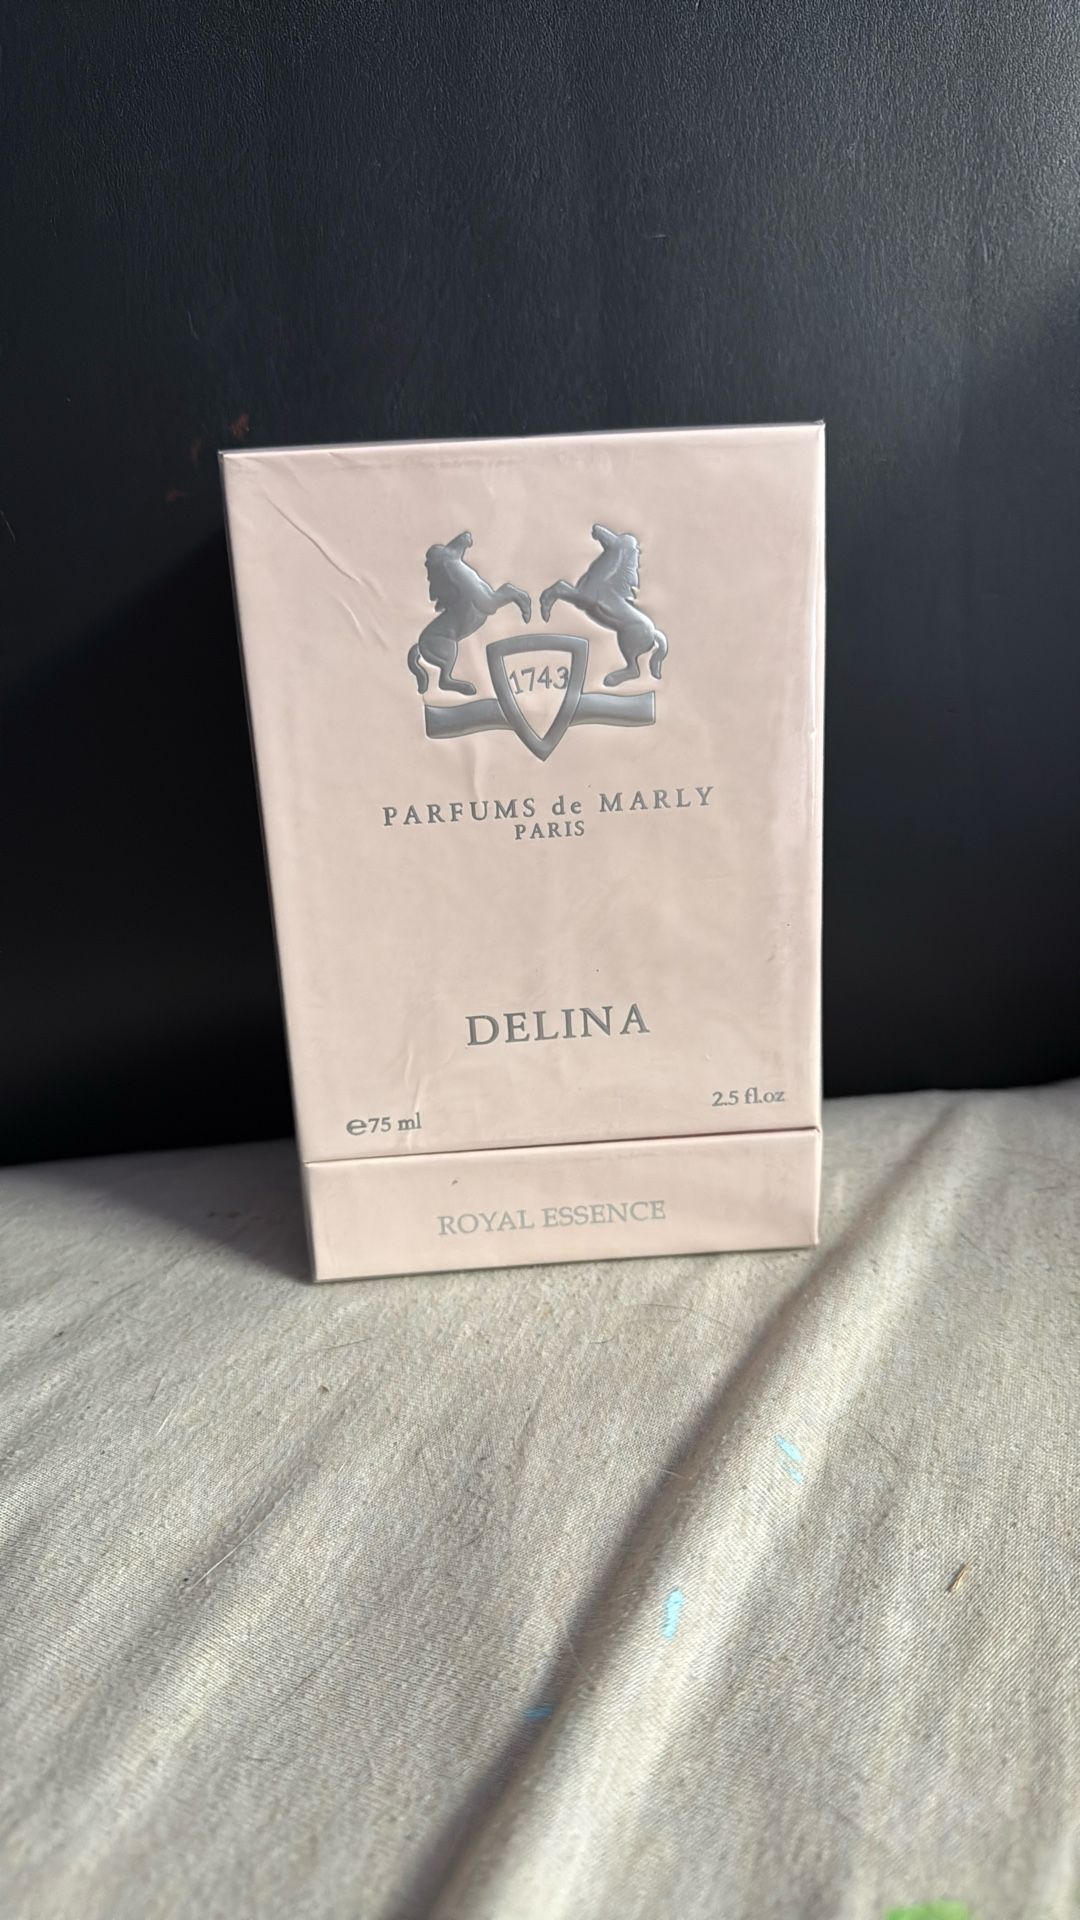 1743
PARFUMS de MARLY
PARIS
DELINA
℮75 ml
2.5 fl.oz
ROYAL ESSENCE